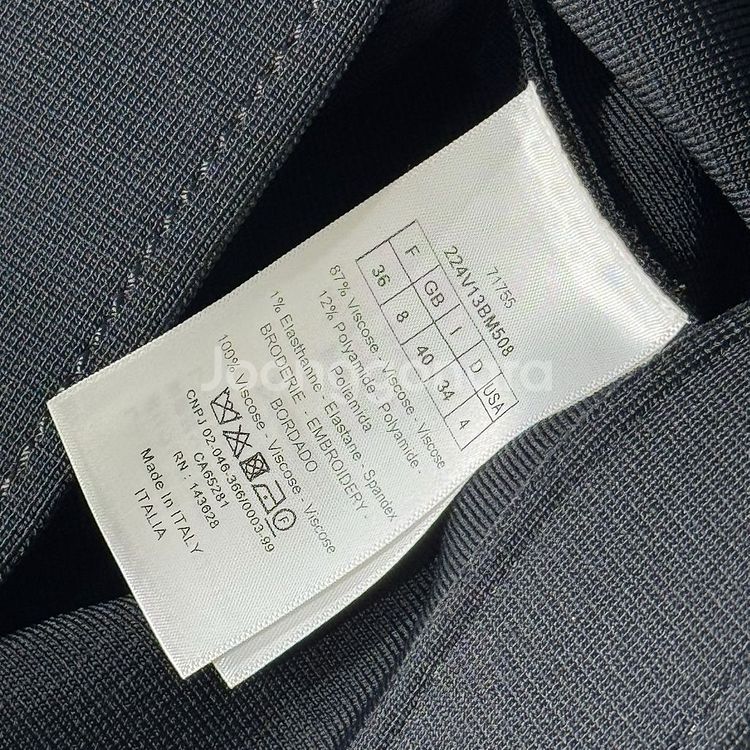 71755
224V13BM508
F GB I D USA
36 8 40 34 4
87% Viscose - Viscose - Viscose
12% Polyamide - Polyamide -
Poliamida
1% Elasthanne - Elastane - Spandex
BRODERIE - EMBROIDERY -
BORDADO
100% Viscose - Viscose - Viscose
F
CNPJ 02-046-366/0003-99
CA65281
RN : 143628
Made In ITALY
ITALIA